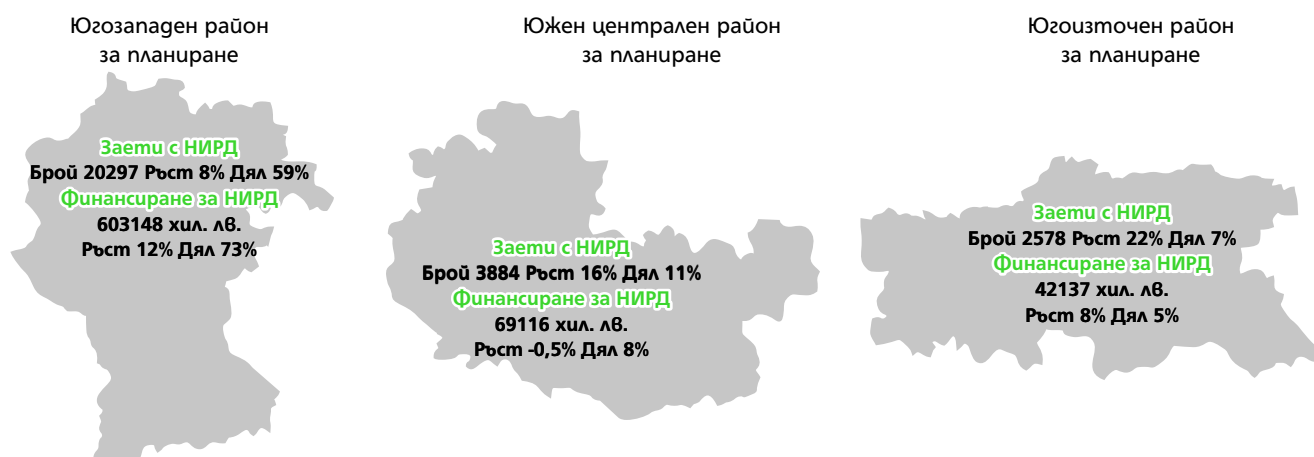 Югозападен район
за планиране
Заети с НИРД
Брой 20297 Ръст 8% Дял 59%
Финансиране за НИРД
603148 хил. лв.
Ръст 12% Дял 73%
Южен централен район
за планиране
Заети с НИРД
Брой 3884 Ръст 16% Дял 11%
Финансиране за НИРД
69116 хил. лв.
Ръст -0,5% Дял 8%
Югоизточен район
за планиране
Заети с НИРД
Брой 2578 Ръст 22% Дял 7%
Финансиране за НИРД
42137 хил. лв.
Ръст 8% Дял 5%